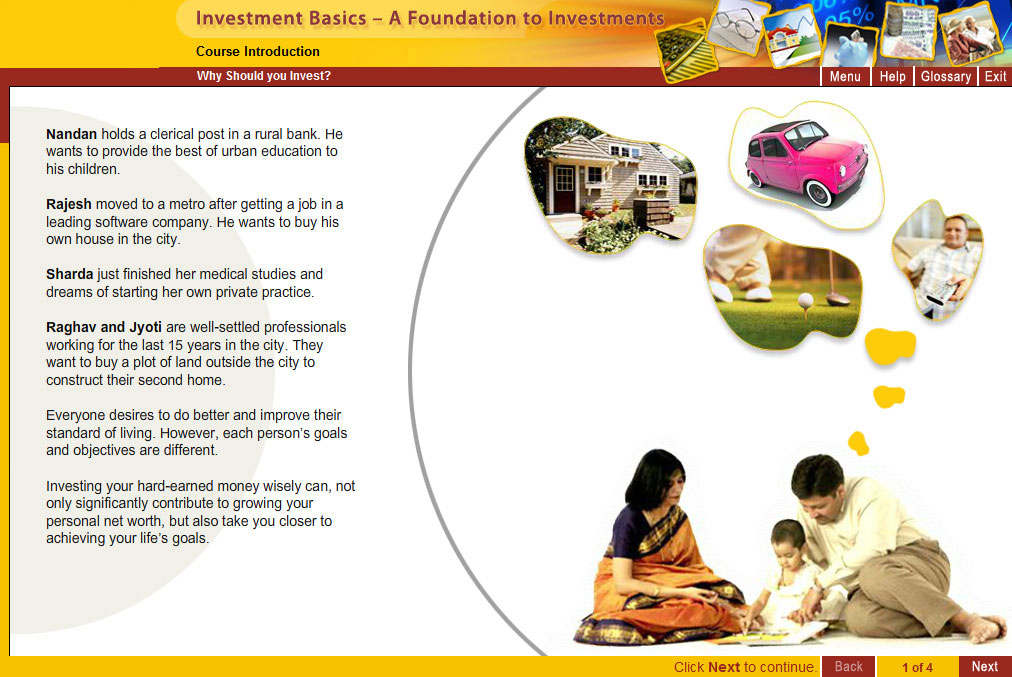 Investment Basics – A Foundation to Investments
Course Introduction
Why Should you Invest?
Menu
Help
Glossary
Exit
Nandan holds a clerical post in a rural bank. He
wants to provide the best of urban education to
his children.
Rajesh moved to a metro after getting a job in a
leading software company. He wants to buy his
own house in the city.
Sharda just finished her medical studies and
dreams of starting her own private practice.
Raghav and Jyoti are well-settled professionals
working for the last 15 years in the city. They
want to buy a plot of land outside the city to
construct their second home.
Everyone desires to do better and improve their
standard of living. However, each person’s goals
and objectives are different.
Investing your hard-earned money wisely can, not
only significantly contribute to growing your
personal net worth, but also take you closer to
achieving your life’s goals.
Click Next to continue.
Back
1 of 4
Next